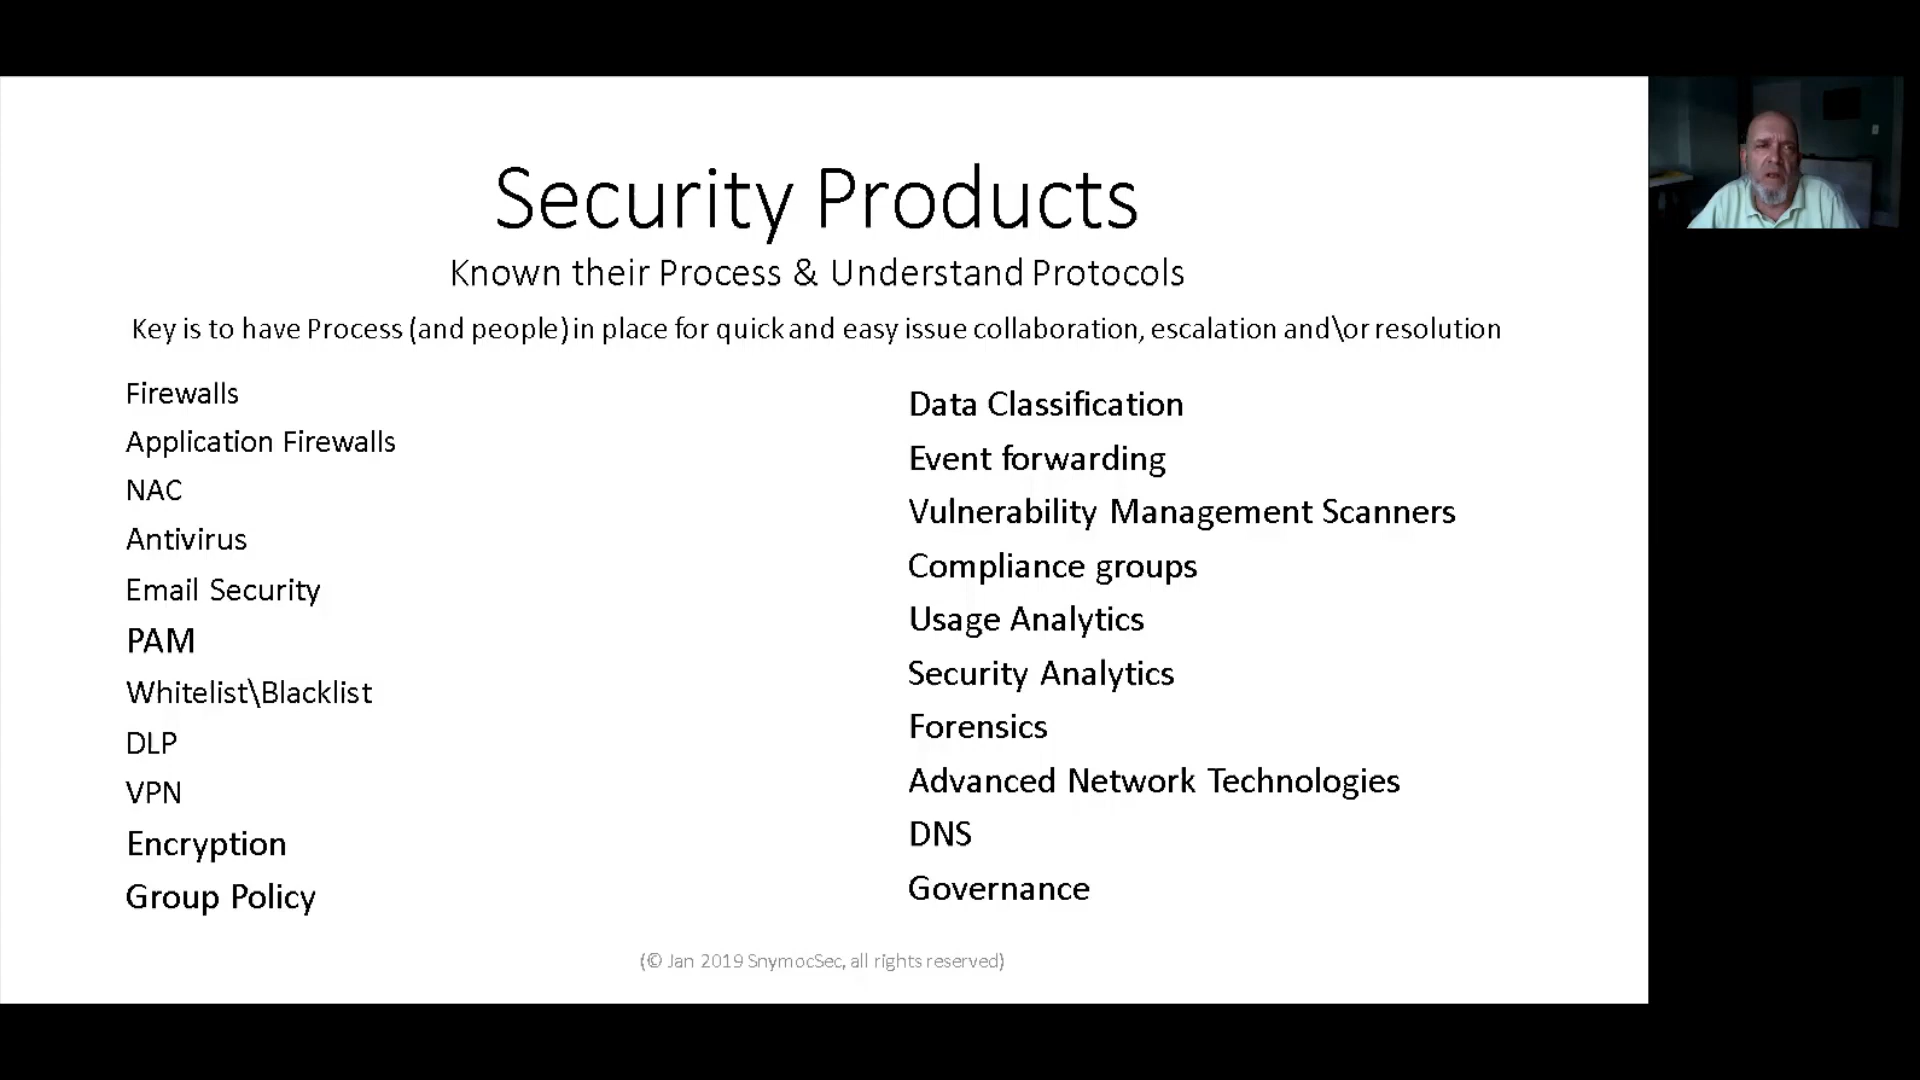 Security Products
Known their Process & Understand Protocols
Key is to have Process (and people) in place for quick and easy issue collaboration, escalation and\or resolution
Firewalls
Application Firewalls
NAC
Antivirus
Email Security
PAM
Whitelist\Blacklist
DLP
VPN
Encryption
Group Policy
Data Classification
Event forwarding
Vulnerability Management Scanners
Compliance groups
Usage Analytics
Security Analytics
Forensics
Advanced Network Technologies
DNS
Governance
(© Jan 2019 SnymocSec, all rights reserved)